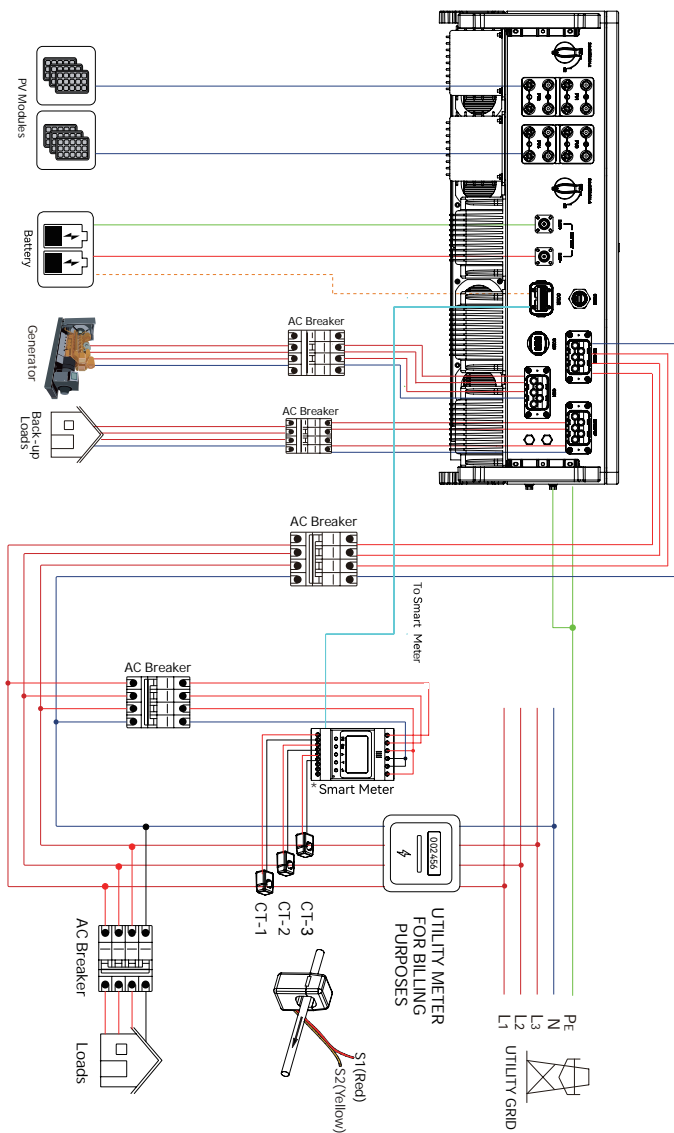 PV Modules
Battery
Generator
Back-up
Loads
AC Breaker
AC Breaker
AC Breaker
To Smart Meter
AC Breaker
* Smart Meter
002456
UTILITY METER
FOR BILLING
PURPOSES
CT-1
CT-2
CT-3
AC Breaker
Loads
S1(Red)
S2(Yellow)
L1
L2
L3
N
PE
UTILITY GRID